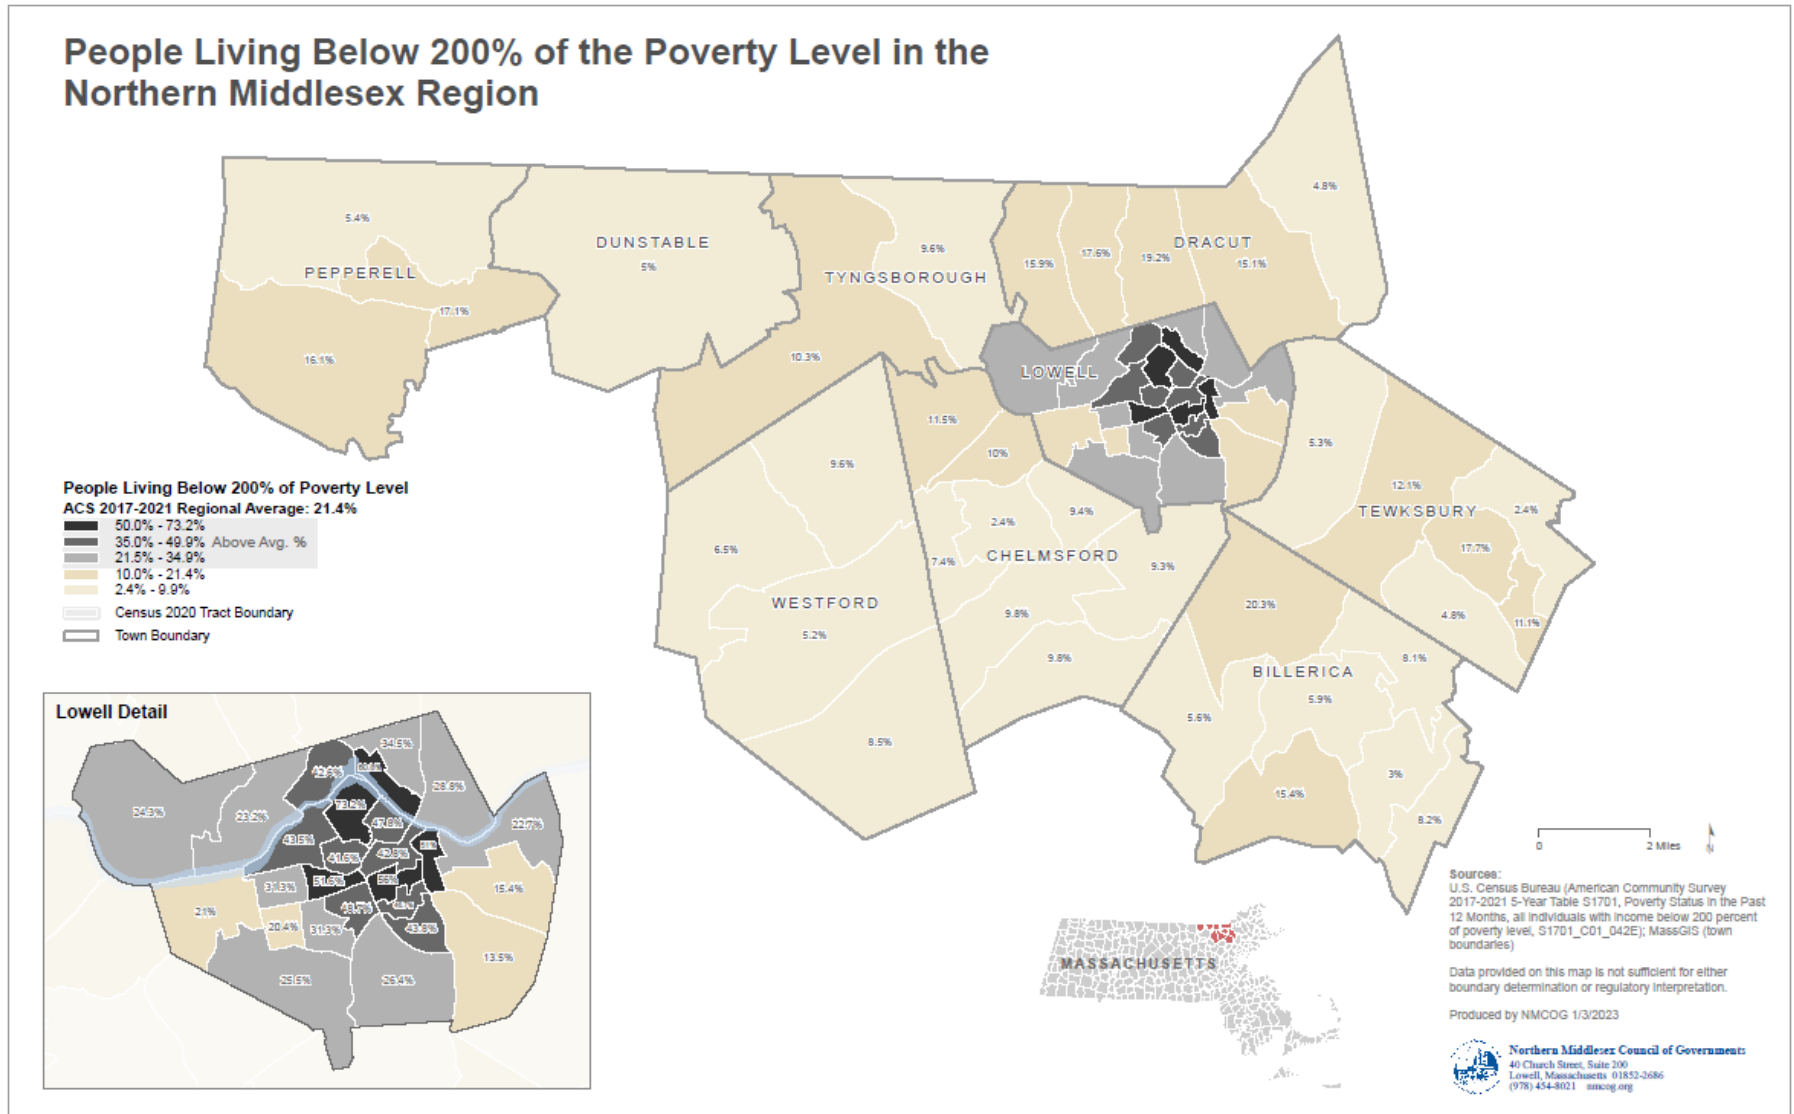 People Living Below 200% of the Poverty Level in the
Northern Middlesex Region
4.8%
5.4%
DUNSTABLE
5%
9.6%
DRACUT
15.9%
17.6%
19.2%
15.1%
PEPPERELL
TYNGSBOROUGH
17.1%
16.1%
10.3%
LOWELL
11.5%
10%
5.3%
9.6%
12.1%
TEWKSBURY
2.4%
17.7%
4.8%
11.1%
6.5%
2.4%
9.4%
CHELMSFORD
7.4%
9.3%
WESTFORD
5.2%
9.8%
9.8%
8.5%
20.3%
8.1%
BILLERICA
5.9%
5.6%
3%
15.4%
8.2%
People Living Below 200% of Poverty Level
ACS 2017-2021 Regional Average: 21.4%
50.0% - 73.2%
35.0% - 49.9% Above Avg. %
21.5% - 34.9%
10.0% - 21.4%
2.4% - 9.9%
Census 2020 Tract Boundary
Town Boundary
Lowell Detail
34.5%
28.8%
24.3%
23.2%
73.2%
47.8%
22.7%
43.5%
41.6%
42.8%
31.3%
51.6%
56%
15.4%
21%
20.4%
31.3%
43.8%
13.5%
25.5%
25.4%
MASSACHUSETTS
0 2 Miles
N
Sources:
U.S. Census Bureau (American Community Survey
2017-2021 5-Year Table S1701, Poverty Status in the Past
12 Months, all individuals with income below 200 percent
of poverty level, S1701_C01_042E); MassGIS (town
boundaries)
Data provided on this map is not sufficient for either
boundary determination or regulatory interpretation.
Produced by NMCOG 1/3/2023
Northern Middlesex Council of Governments
40 Church Street, Suite 200
Lowell, Massachusetts 01852-2686
(978) 454-8021 nmcog.org